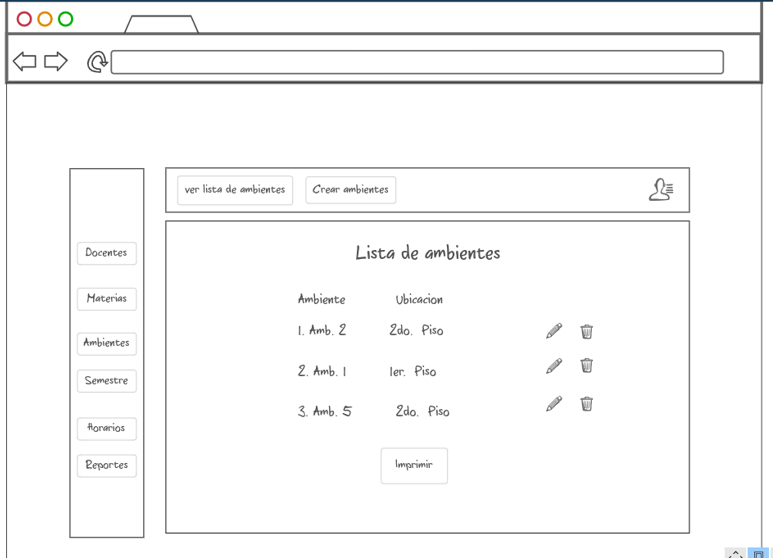 ver lista de ambientes
Crear ambientes
Docentes
Materias
Ambientes
Semestre
Horarios
Reportes
Lista de ambientes
Ambiente Ubicacion
1. Amb. 2 2do. Piso
2. Amb. 1 1er. Piso
3. Amb. 5 2do. Piso
Imprimir